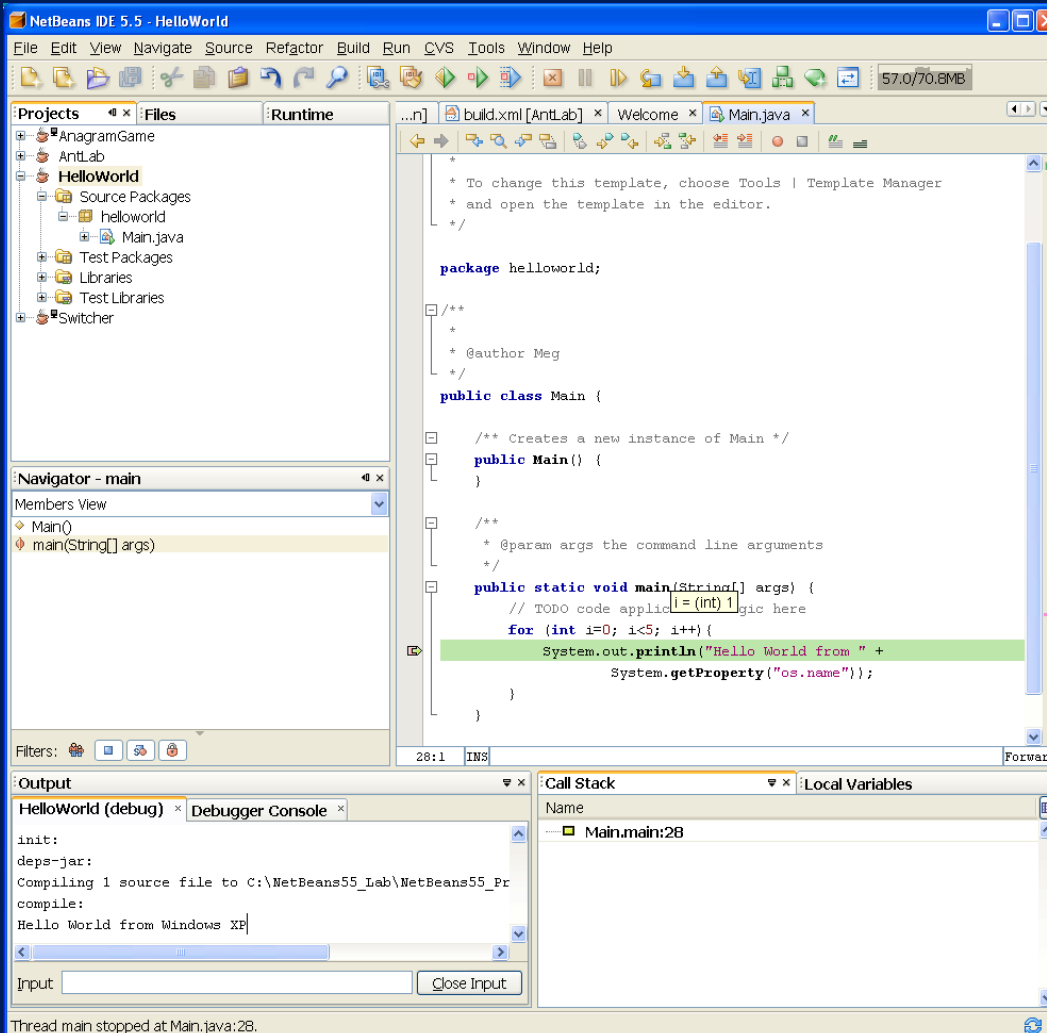 NetBeans IDE 5.5 - HelloWorld
File Edit View Navigate Source Refactor Build Run CVS Tools Window Help
57.0/70.8MB
Projects
Files
Runtime
AnagramGame
AntLab
HelloWorld
Source Packages
helloworld
Main.java
Test Packages
Libraries
Test Libraries
Switcher
Navigator - main
Members View
Main()
main(String[] args)
Filters:
...n] build.xml [AntLab] Welcome Main.java
*
* To change this template, choose Tools | Template Manager
* and open the template in the editor.
*/
package helloworld;
/**
*
* @author Meg
*/
public class Main {
/** Creates a new instance of Main */
public Main() {
}
/**
* @param args the command line arguments
*/
public static void main(String[] args) {
i = (int) 1
// TODO code applic gic here
for (int i=0; i<5; i++){
System.out.println("Hello World from " +
System.getProperty("os.name"));
}
}
28:1 INS
Forwar
Output
HelloWorld (debug) Debugger Console
init:
deps-jar:
Compiling 1 source file to C:\NetBeans55_Lab\NetBeans55_Pr
compile:
Hello World from Windows XP
Input Close Input
Call Stack
Local Variables
Name
Main.main:28
Thread main stopped at Main.java:28.